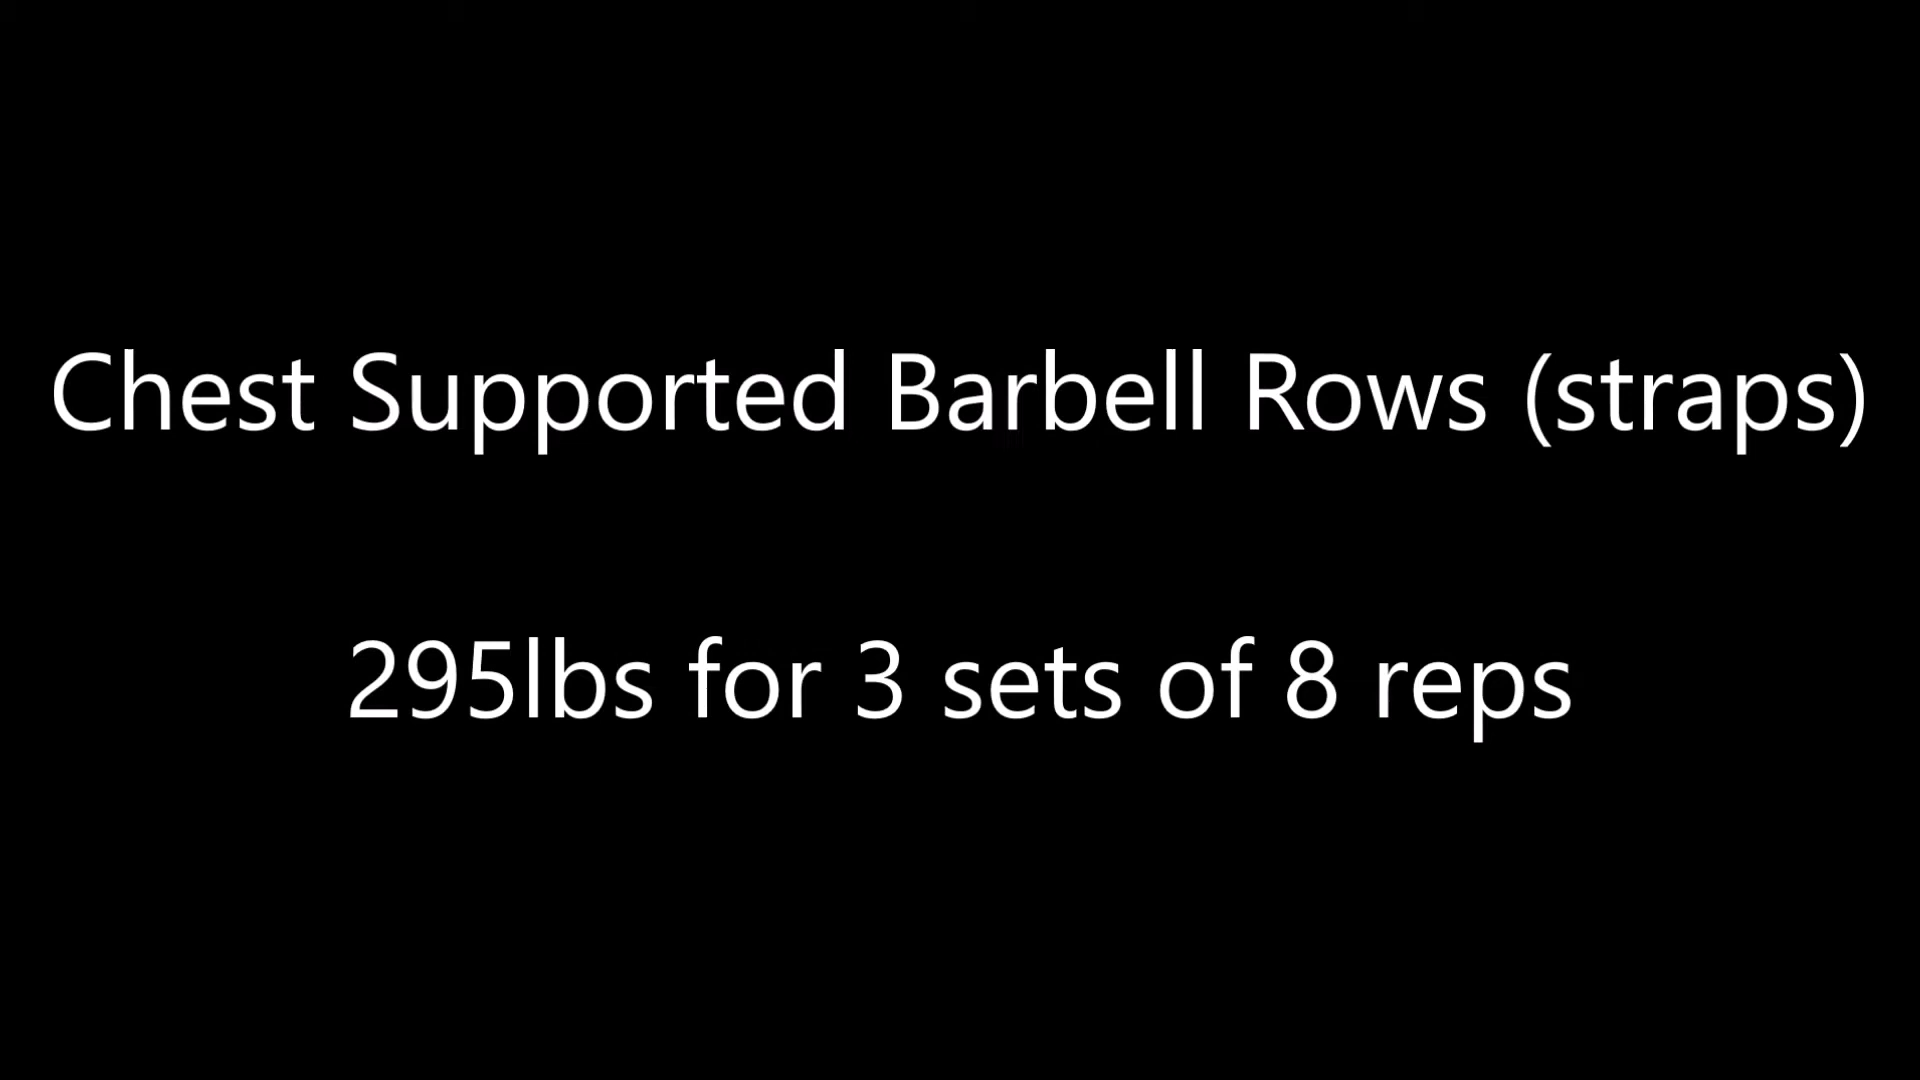 Chest Supported Barbell Rows (straps)
295lbs for 3 sets of 8 reps